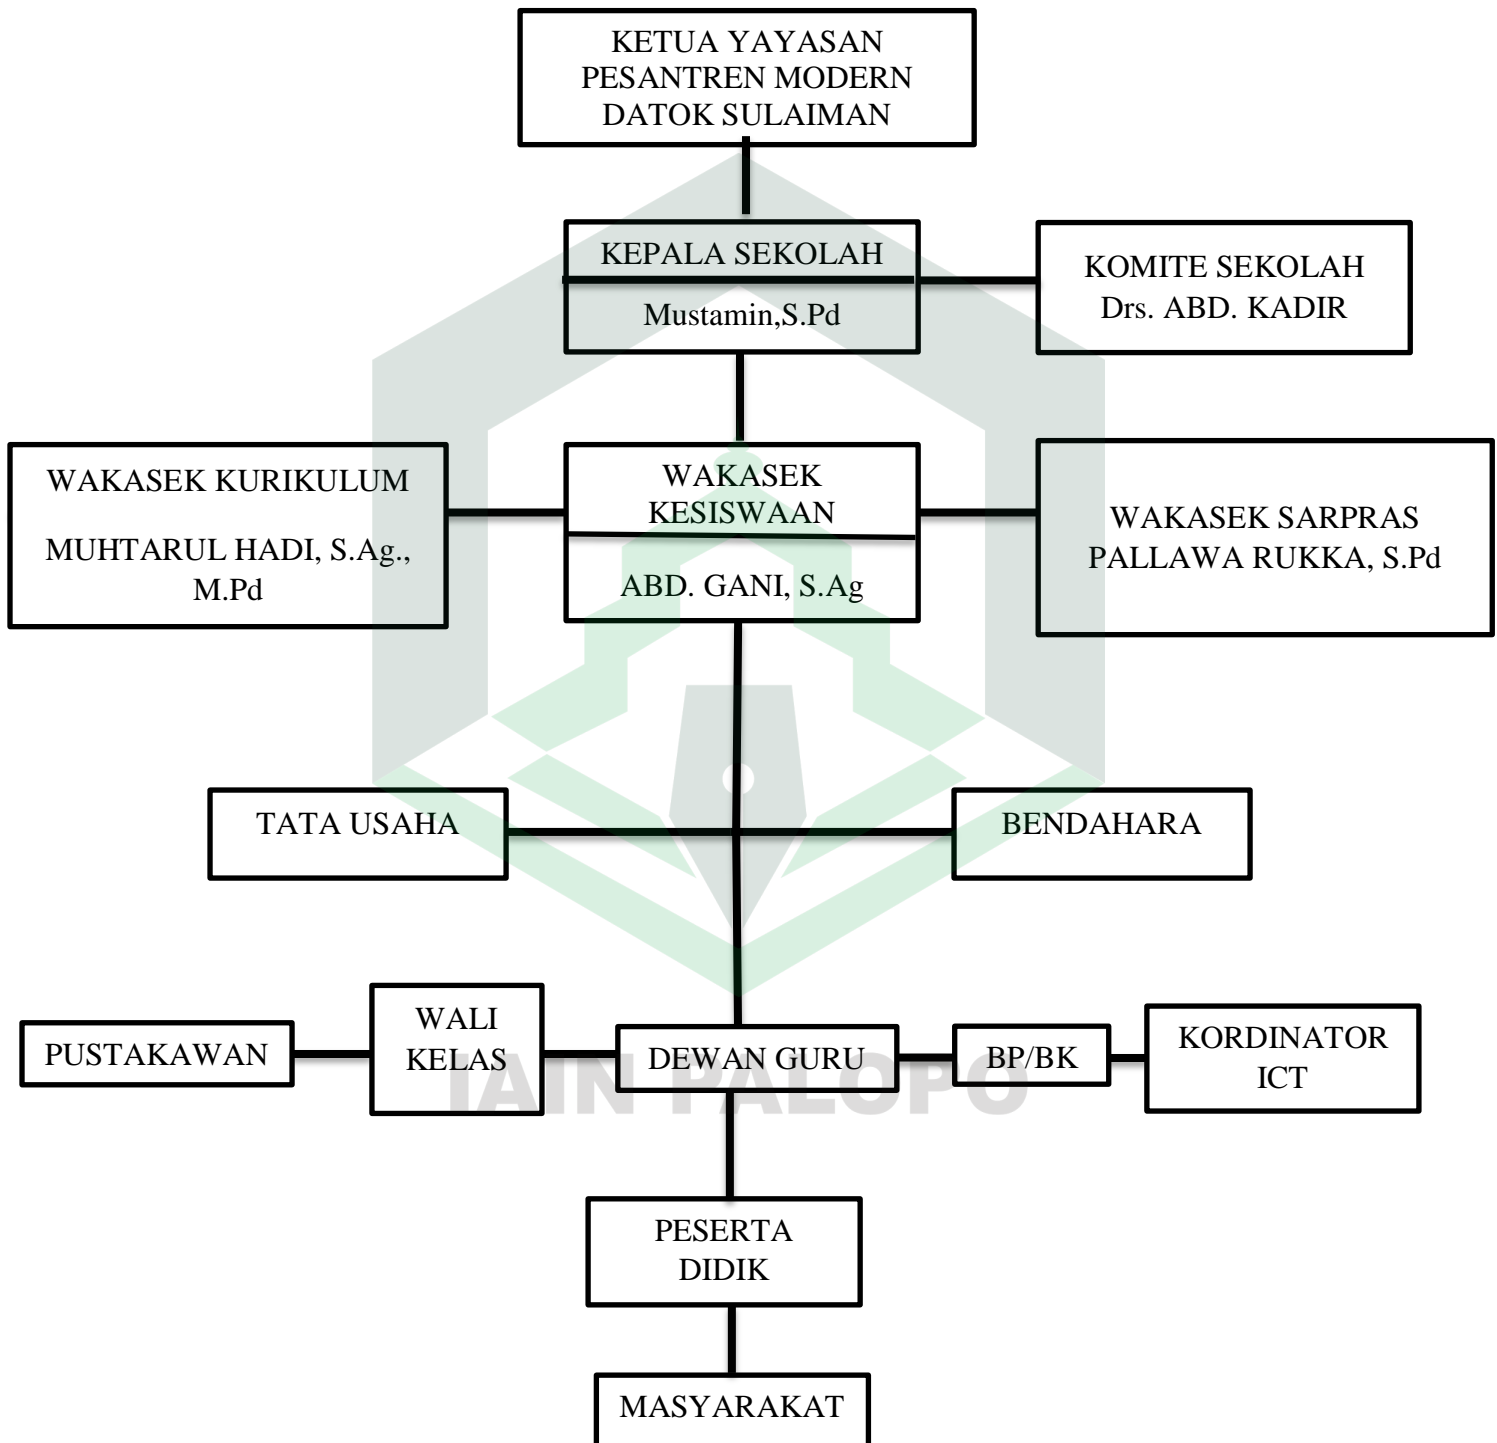 KETUA YAYASAN
PESANTREN MODERN
DATOK SULAIMAN
KEPALA SEKOLAH
Mustamin,S.Pd
KOMITE SEKOLAH
Drs. ABD. KADIR
WAKASEK KURIKULUM
MUHTARUL HADI, S.Ag.,
M.Pd
WAKASEK
KESISWAAN
ABD. GANI, S.Ag
WAKASEK SARPRAS
PALLAWA RUKKA, S.Pd
TATA USAHA
BENDAHARA
PUSTAKAWAN
WALI
KELAS
DEWAN GURU
BP/BK
KORDINATOR
ICT
IAIN PALOPO
PESERTA
DIDIK
MASYARAKAT